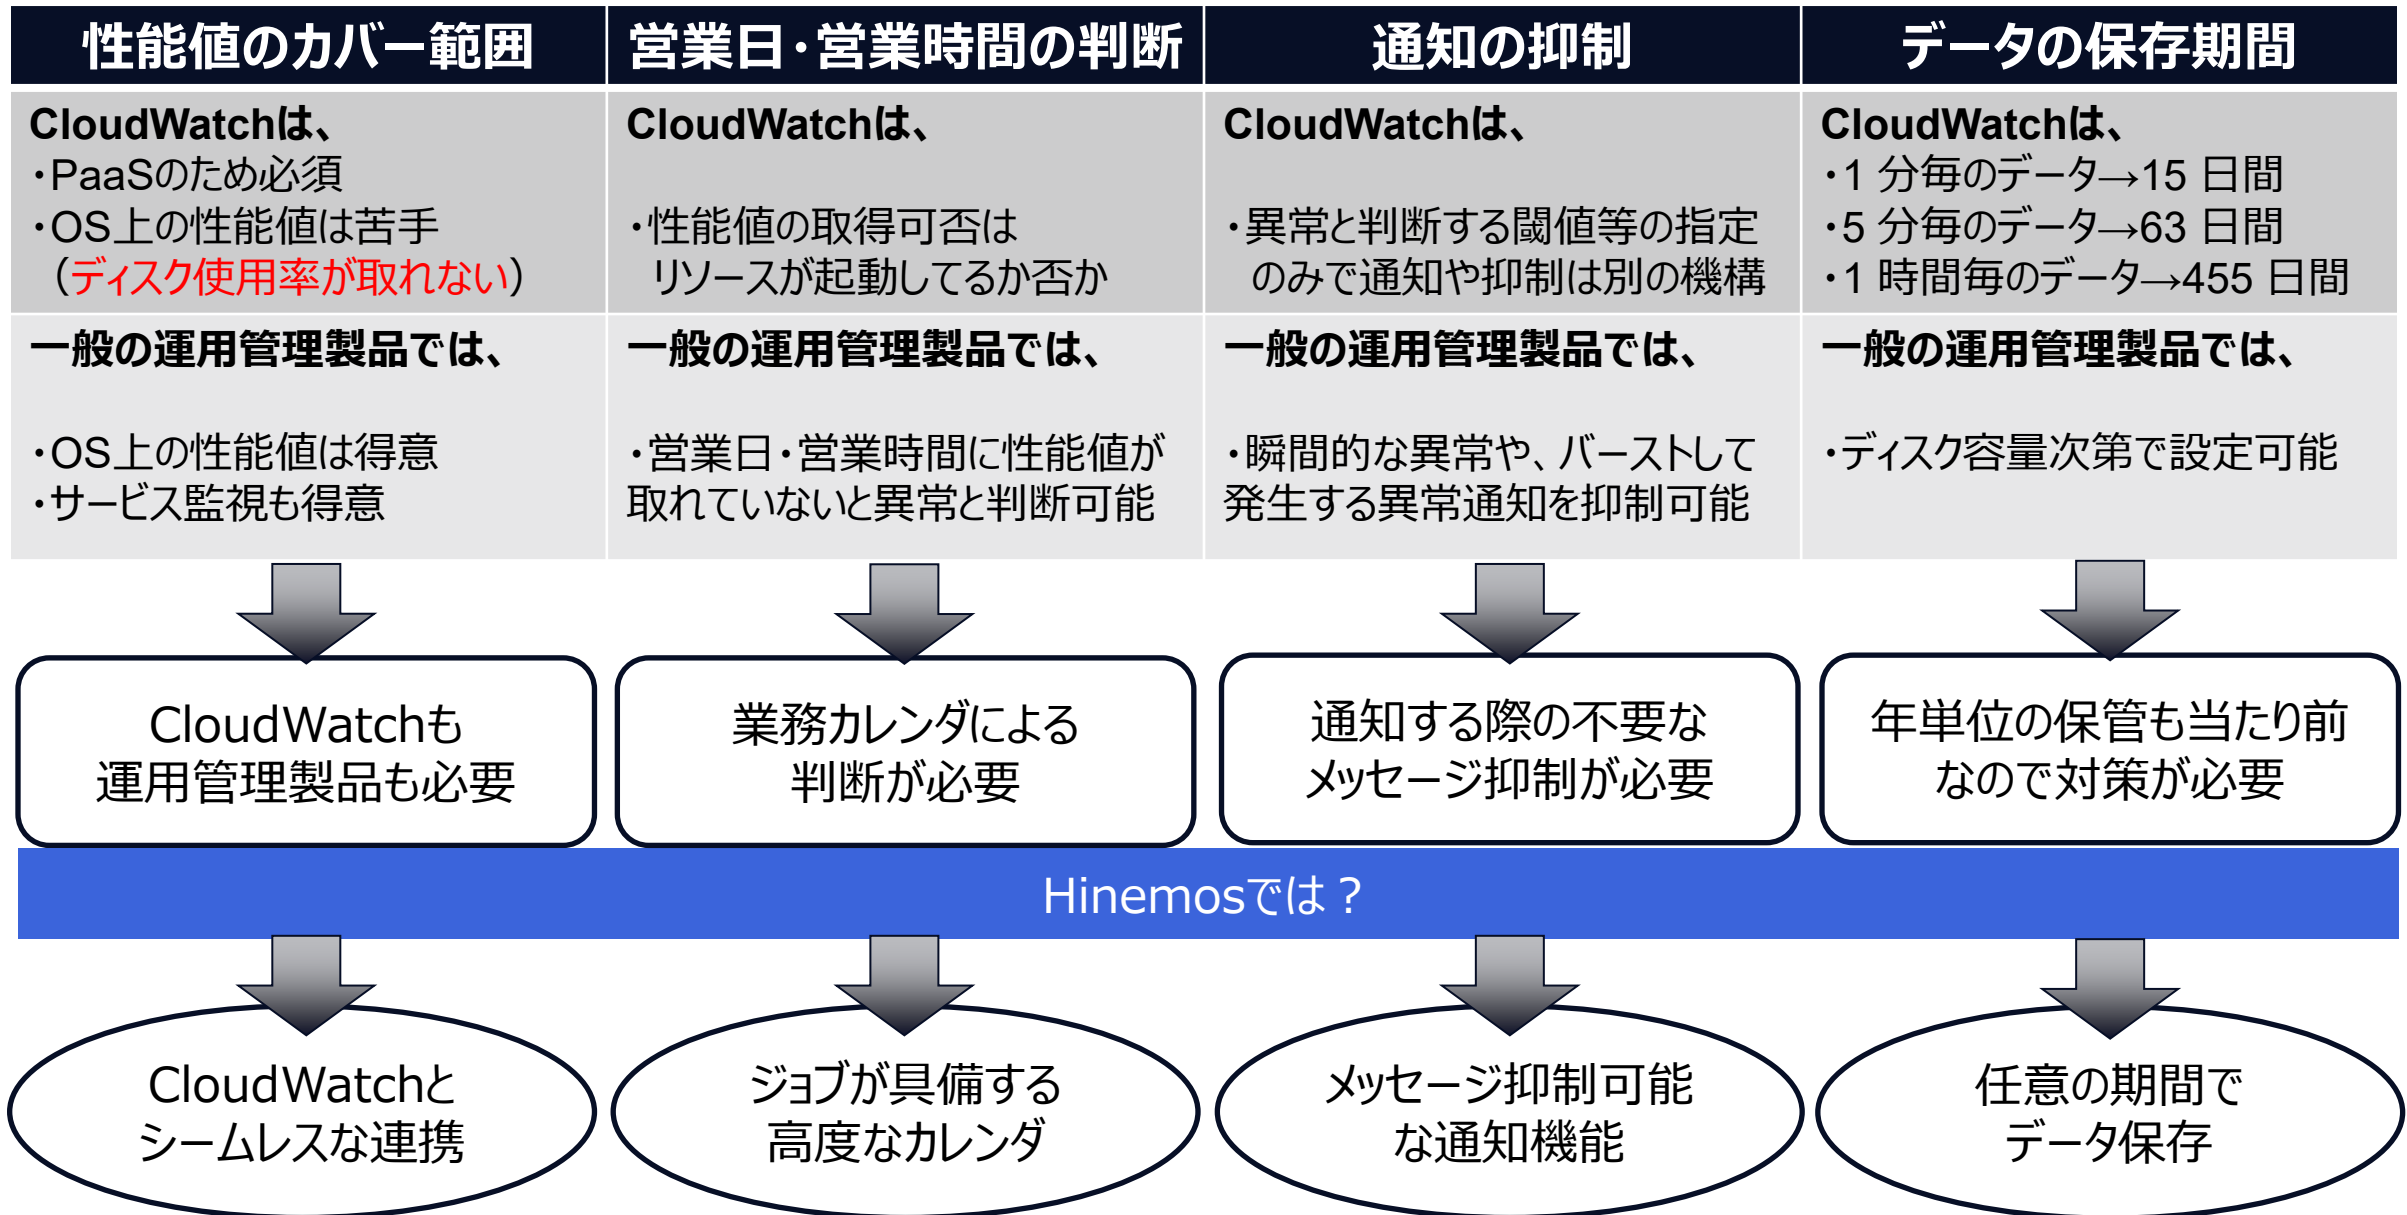 性能値のカバー範囲
営業日・営業時間の判断
通知の抑制
データの保存期間
CloudWatchは、
・PaaSのため必須
・OS上の性能値は苦手
（ディスク使用率が取れない）
CloudWatchは、
・性能値の取得可否は
リソースが起動してるか否か
CloudWatchは、
・異常と判断する閾値等の指定
のみで通知や抑制は別の機構
CloudWatchは、
・1 分毎のデータ→15 日間
・5 分毎のデータ→63 日間
・1 時間毎のデータ→455 日間
一般の運用管理製品では、
・OS上の性能値は得意
・サービス監視も得意
一般の運用管理製品では、
・営業日・営業時間に性能値が
取れていないと異常と判断可能
一般の運用管理製品では、
・瞬間的な異常や、バーストして
発生する異常通知を抑制可能
一般の運用管理製品では、
・ディスク容量次第で設定可能
CloudWatchも
運用管理製品も必要
業務カレンダによる
判断が必要
通知する際の不要な
メッセージ抑制が必要
年単位の保管も当たり前
なので対策が必要
Hinemosでは？
CloudWatchと
シームレスな連携
ジョブが具備する
高度なカレンダ
メッセージ抑制可能
な通知機能
任意の期間で
データ保存